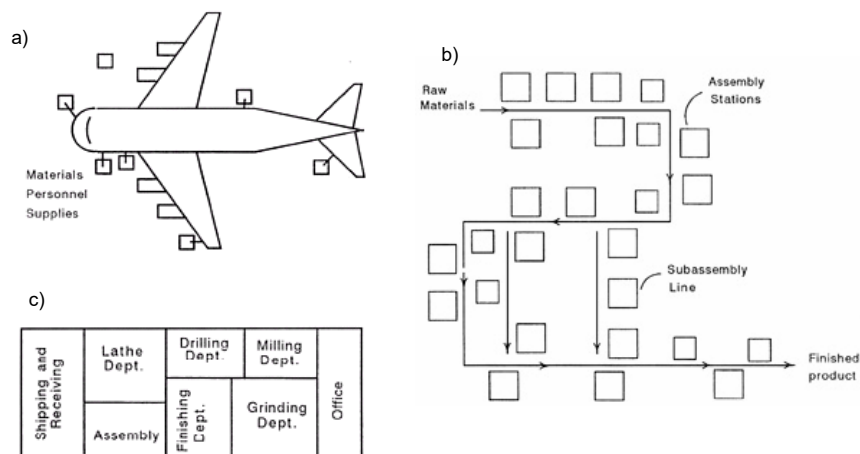 a)
Materials
Personnel
Supplies
b)
Raw
Materials
Assembly
Stations
Subassembly
Line
Finished
product
c)
Shipping and
Receiving
Lathe
Dept.
Assembly
Drilling
Dept.
Milling
Dept.
Finishing
Dept.
Grinding
Dept.
Office